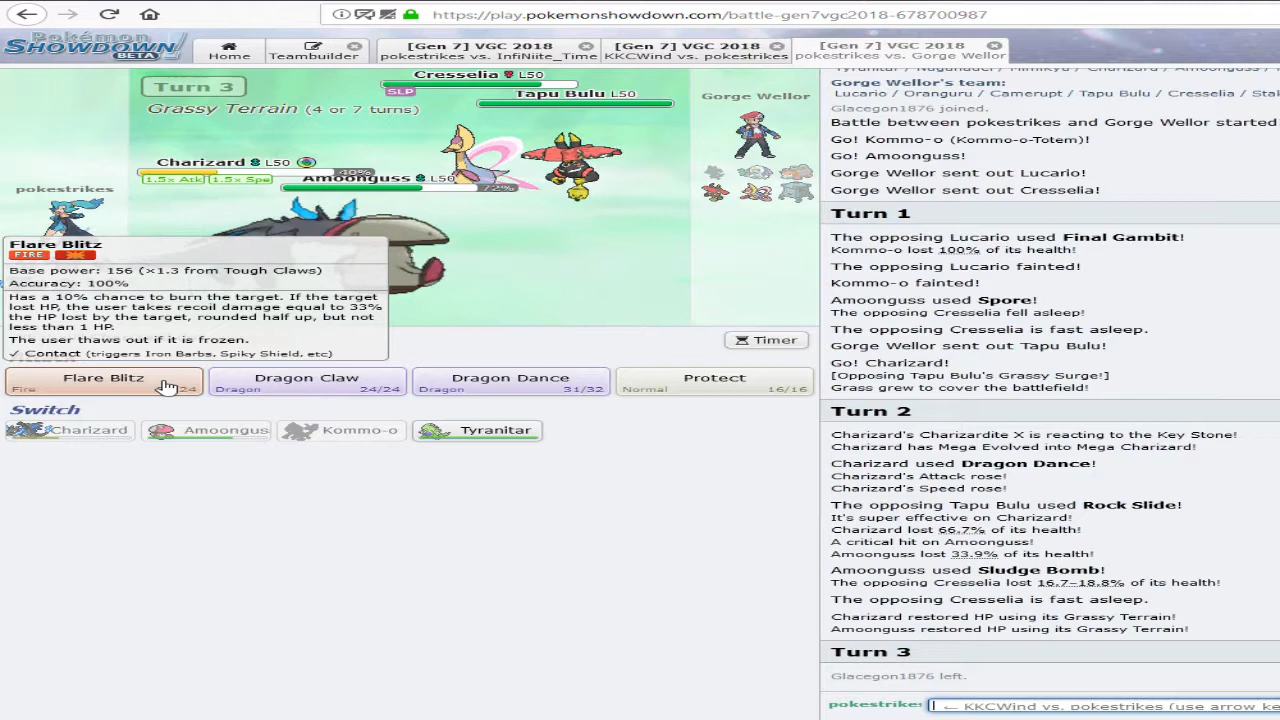 https://play.pokemonshowdown.com/battle-gen7vgc2018-678700987
Pokémon
SHOWDOWN
BETA
Home
Teambuilder
[Gen 7] VGC 2018
pokestrikes vs. InfiNiite_Time
[Gen 7] VGC 2018
KKCWind vs. pokestrikes
[Gen 7] VGC 2018
pokestrikes vs. Gorge Wellor
Turn 3
Grassy Terrain (4 or 7 turns)
Cresselia L50
SLP
Tapu Bulu L50
Charizard L50
40%
1.5× Atk 1.5× Spe
Amoonguss L50
72%
pokestrikes
Gorge Wellor
Flare Blitz
FIRE
Base power: 156 (×1.3 from Tough Claws)
Accuracy: 100%
Has a 10% chance to burn the target. If the target
lost HP, the user takes recoil damage equal to 33%
the HP lost by the target, rounded half up, but not
less than 1 HP.
The user thaws out if it is frozen.
✓ Contact (triggers Iron Barbs, Spiky Shield, etc)
Timer
Flare Blitz
Fire
24
Dragon Claw
Dragon 24/24
Dragon Dance
Dragon 31/32
Protect
Normal 16/16
Switch
Charizard
Amoongus
Kommo-o
Tyranitar
Gorge Wellor's team:
Lucario / Oranguru / Camerupt / Tapu Bulu / Cresselia / Stak
Glacegon1876 joined.
Battle between pokestrikes and Gorge Wellor started
Go! Kommo-o (Kommo-o-Totem)!
Go! Amoonguss!
Gorge Wellor sent out Lucario!
Gorge Wellor sent out Cresselia!
Turn 1
The opposing Lucario used Final Gambit!
Kommo-o lost 100% of its health!
The opposing Lucario fainted!
Kommo-o fainted!
Amoonguss used Spore!
The opposing Cresselia fell asleep!
The opposing Cresselia is fast asleep.
Gorge Wellor sent out Tapu Bulu!
Go! Charizard!
[Opposing Tapu Bulu's Grassy Surge!]
Grass grew to cover the battlefield!
Turn 2
Charizard's Charizardite X is reacting to the Key Stone!
Charizard has Mega Evolved into Mega Charizard!
Charizard used Dragon Dance!
Charizard's Attack rose!
Charizard's Speed rose!
The opposing Tapu Bulu used Rock Slide!
It's super effective on Charizard!
Charizard lost 66.7% of its health!
A critical hit on Amoonguss!
Amoonguss lost 33.9% of its health!
Amoonguss used Sludge Bomb!
The opposing Cresselia lost 16.7–18.8% of its health!
The opposing Cresselia is fast asleep.
Charizard restored HP using its Grassy Terrain!
Amoonguss restored HP using its Grassy Terrain!
Turn 3
Glacegon1876 left.
pokestrikes
← KKCWind vs. pokestrikes (use arrow ke